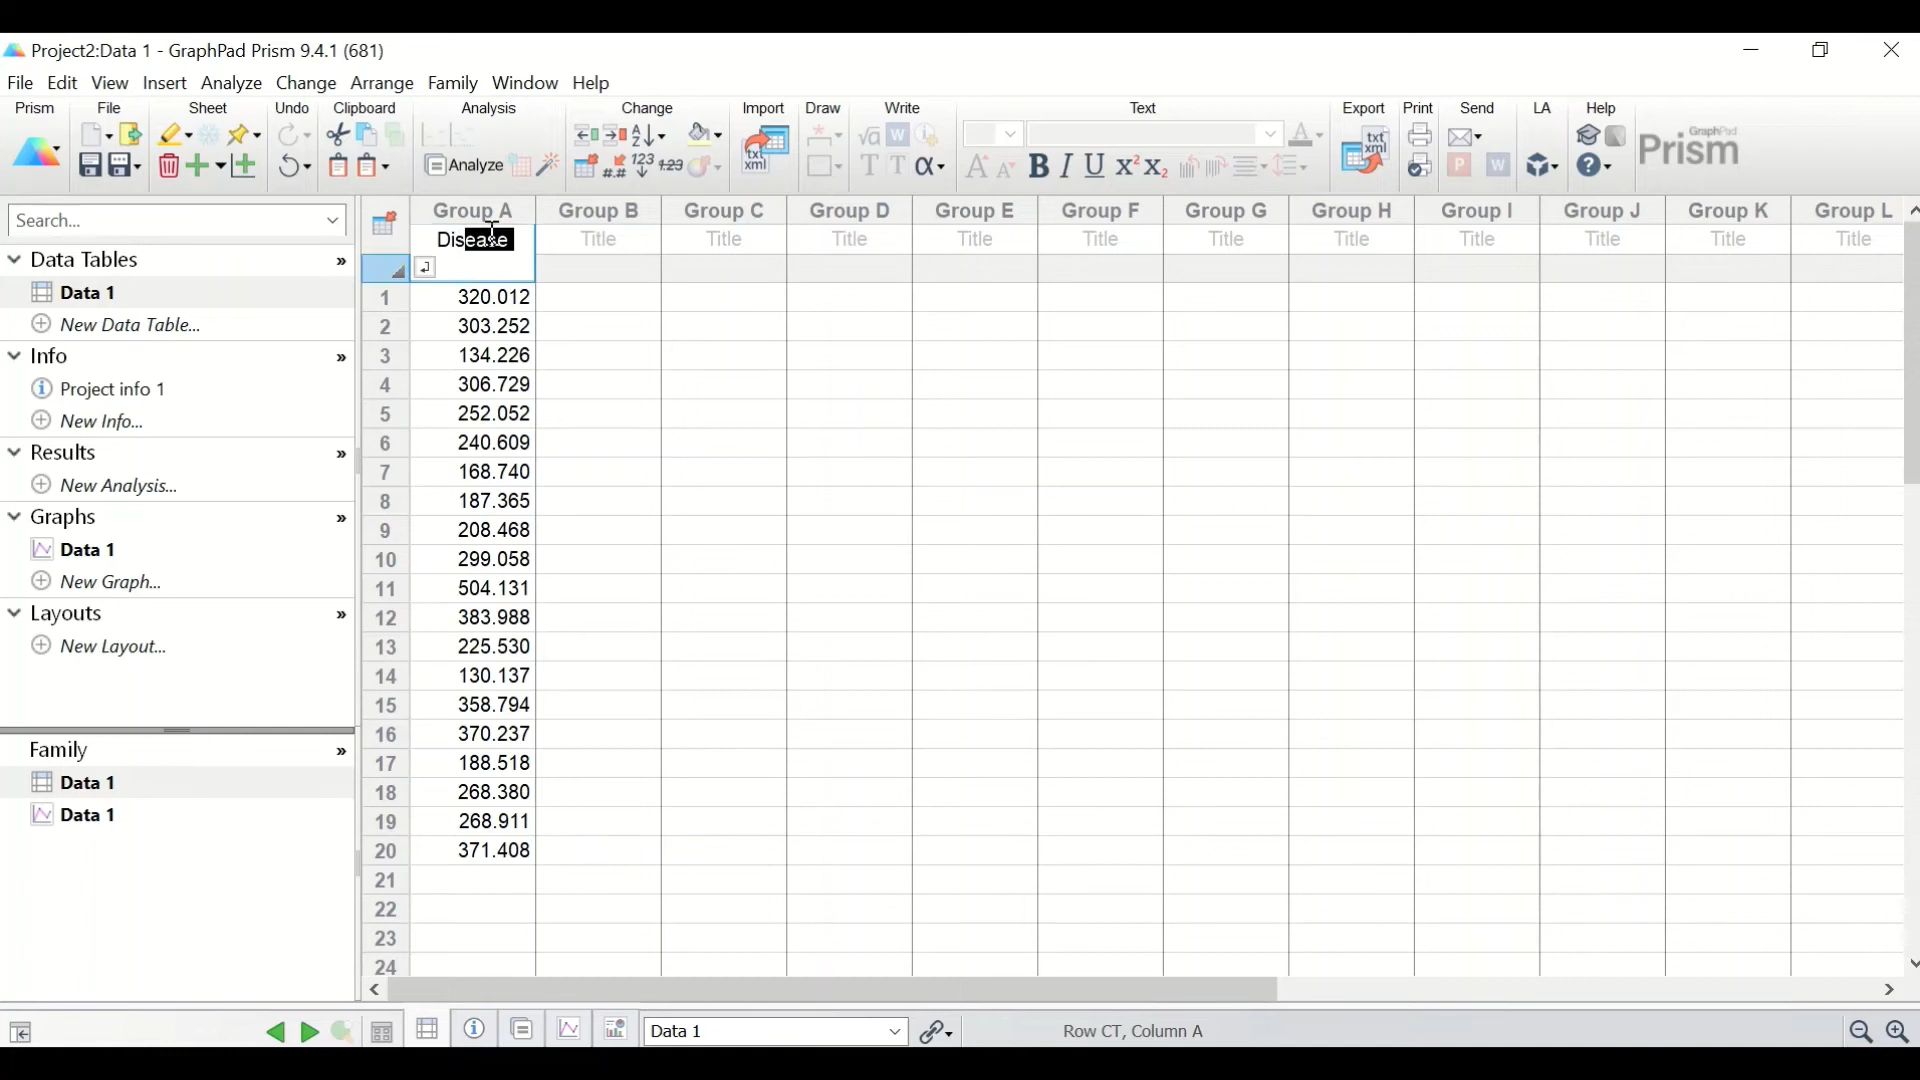 Project2:Data 1 - GraphPad Prism 9.4.1 (681)
File Edit View Insert Analyze Change Arrange Family Window Help
Prism File Sheet Undo Clipboard Analysis Change Import Draw Write Text Export Print Send LA Help
Analyze
txt xml
txt xml
GraphPad Prism
Search...
Group A Group B Group C Group D Group E Group F Group G Group H Group I Group J Group K Group L
Disease Title Title Title Title Title Title Title Title Title Title Title
Data Tables »
Data 1
New Data Table...
Info »
Project info 1
New Info...
Results »
New Analysis...
Graphs »
Data 1
New Graph...
Layouts »
New Layout...
Family »
Data 1
Data 1
1 320.012
2 303.252
3 134.226
4 306.729
5 252.052
6 240.609
7 168.740
8 187.365
9 208.468
10 299.058
11 504.131
12 383.988
13 225.530
14 130.137
15 358.794
16 370.237
17 188.518
18 268.380
19 268.911
20 371.408
21
22
23
24
Data 1
Row CT, Column A